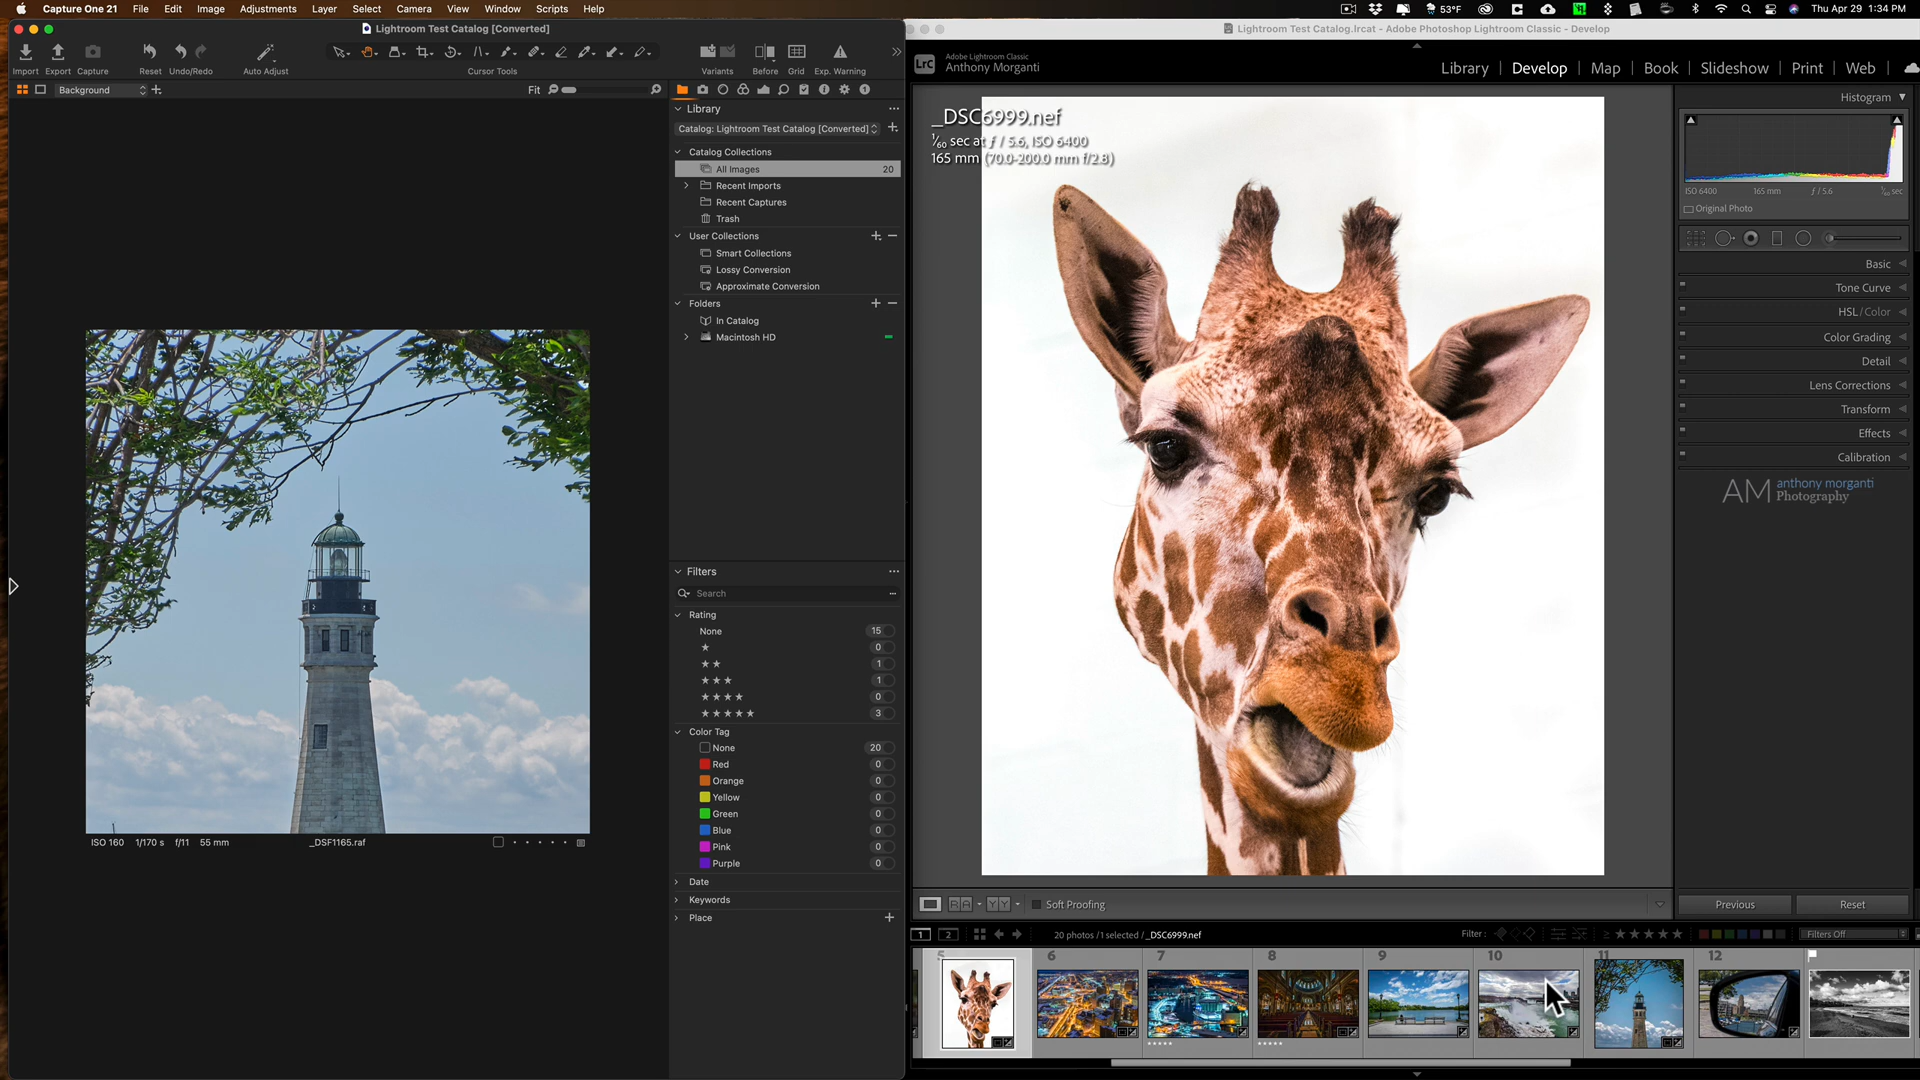 Capture One 21 File Edit Image Adjustments Layer Select Camera View Window Scripts Help 53°F Thu Apr 29 1:34 PM
Lightroom Test Catalog [Converted]
Import Export Capture Reset Undo/Redo Auto Adjust Cursor Tools Variants Before Grid Exp. Warning
Background Fit
Library
Catalog: Lightroom Test Catalog [Converted]
Catalog Collections
All Images 20
Recent Imports
Recent Captures
Trash
User Collections
Smart Collections
Lossy Conversion
Approximate Conversion
Folders
In Catalog
Macintosh HD
Filters
Search
Rating
None 15
★ 0
★★ 1
★★★ 1
★★★★ 0
★★★★★ 3
Color Tag
None 20
Red 0
Orange 0
Yellow 0
Green 0
Blue 0
Pink 0
Purple 0
Date
Keywords
Place
ISO 160 1/170 s f/11 55 mm _DSF1165.raf
Lightroom Test Catalog.lrcat - Adobe Photoshop Lightroom Classic - Develop
LrC
Adobe Lightroom Classic
Anthony Morganti
Library | Develop | Map | Book | Slideshow | Print | Web
_DSC6999.nef
1/60 sec at ƒ / 5.6, ISO 6400
165 mm (70.0-200.0 mm f/2.8)
Histogram
ISO 6400 165 mm ƒ / 5.6 1/60 sec
Original Photo
Basic
Tone Curve
HSL / Color
Color Grading
Detail
Lens Corrections
Transform
Effects
Calibration
AM anthony morganti
Photography
R A Y Y Soft Proofing
Previous Reset
1 2 20 photos / 1 selected / _DSC6999.nef Filter : ≥ ★★★★★ Filters Off
5 6 7 8 9 10 11 12